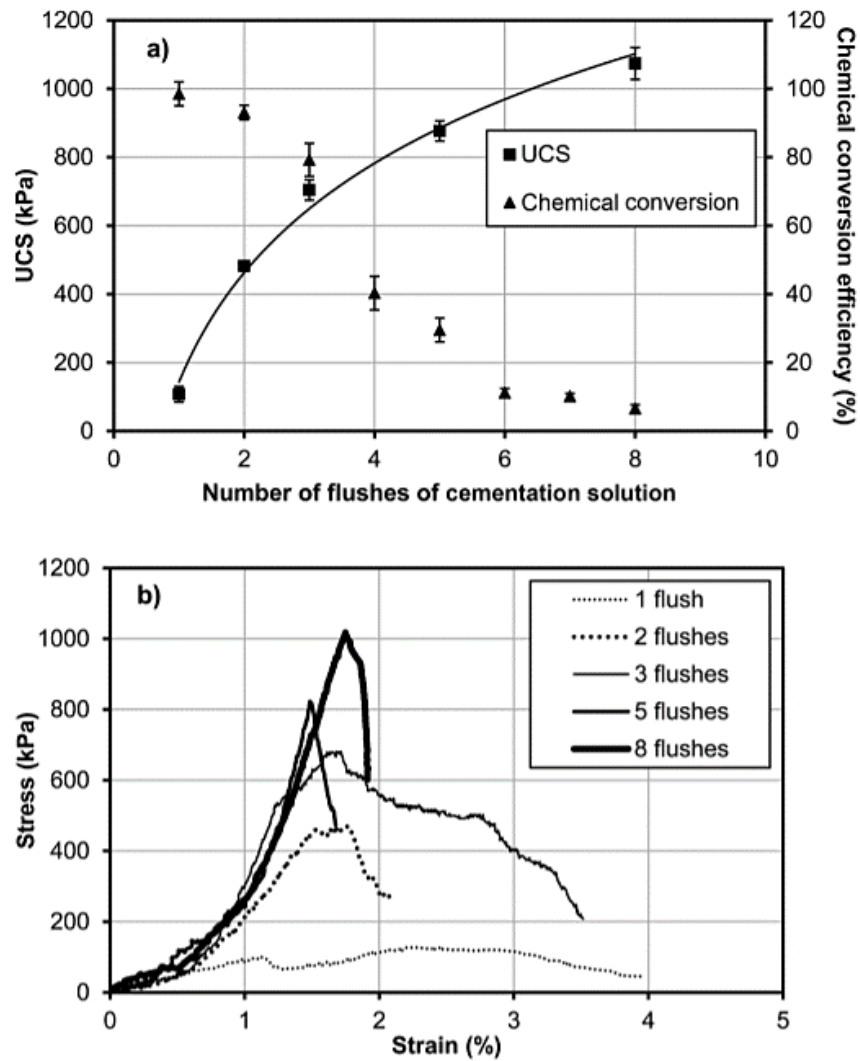 a)
1200
1000
800
600
400
200
0
UCS (kPa)
120
100
80
60
40
20
0
Chemical conversion efficiency (%)
UCS
Chemical conversion
0 2 4 6 8 10
Number of flushes of cementation solution
b)
1200
1000
800
600
400
200
0
Stress (kPa)
1 flush
2 flushes
3 flushes
5 flushes
8 flushes
0 1 2 3 4 5
Strain (%)